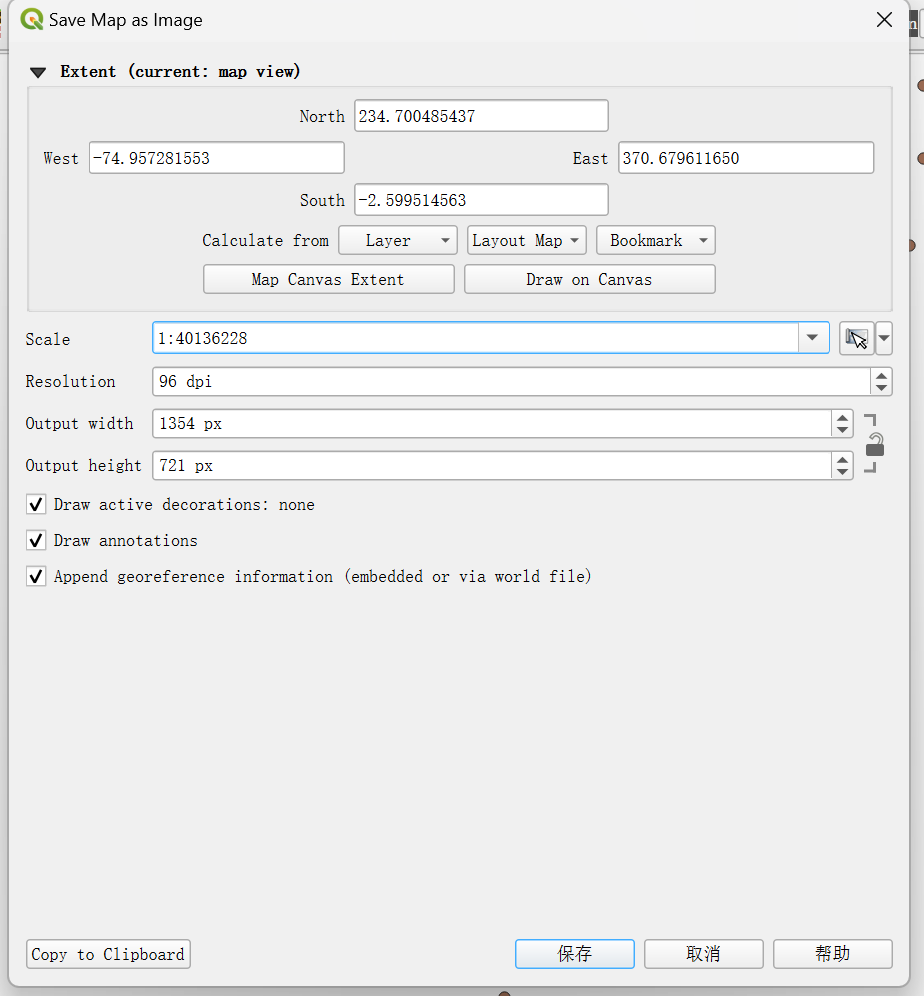 Save Map as Image
Extent (current: map view)
North 234.700485437
West -74.957281553 East 370.679611650
South -2.599514563
Calculate from Layer Layout Map Bookmark
Map Canvas Extent Draw on Canvas
Scale 1:40136228
Resolution 96 dpi
Output width 1354 px
Output height 721 px
Draw active decorations: none
Draw annotations
Append georeference information (embedded or via world file)
Copy to Clipboard 保存 取消 帮助